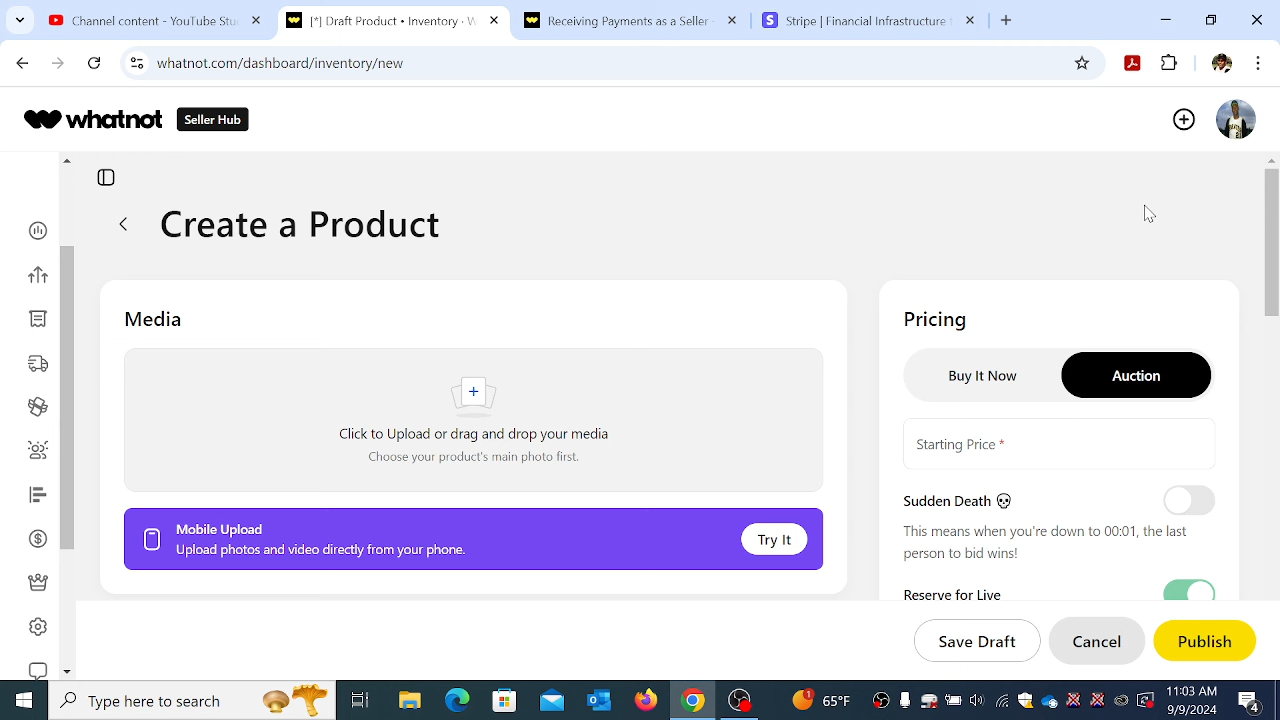 Channel content - YouTube Stu
[*] Draft Product • Inventory • W
Receiving Payments as a Seller
Stripe | Financial Infrastructure
whatnot.com/dashboard/inventory/new
whatnot Seller Hub
Create a Product
Media
Click to Upload or drag and drop your media
Choose your product's main photo first.
Mobile Upload
Upload photos and video directly from your phone.
Try It
Pricing
Buy It Now
Auction
Starting Price *
Sudden Death 💀
This means when you're down to 00:01, the last
person to bid wins!
Reserve for Live
Save Draft
Cancel
Publish
Type here to search
1
65°F
11:03 AM
9/9/2024
4